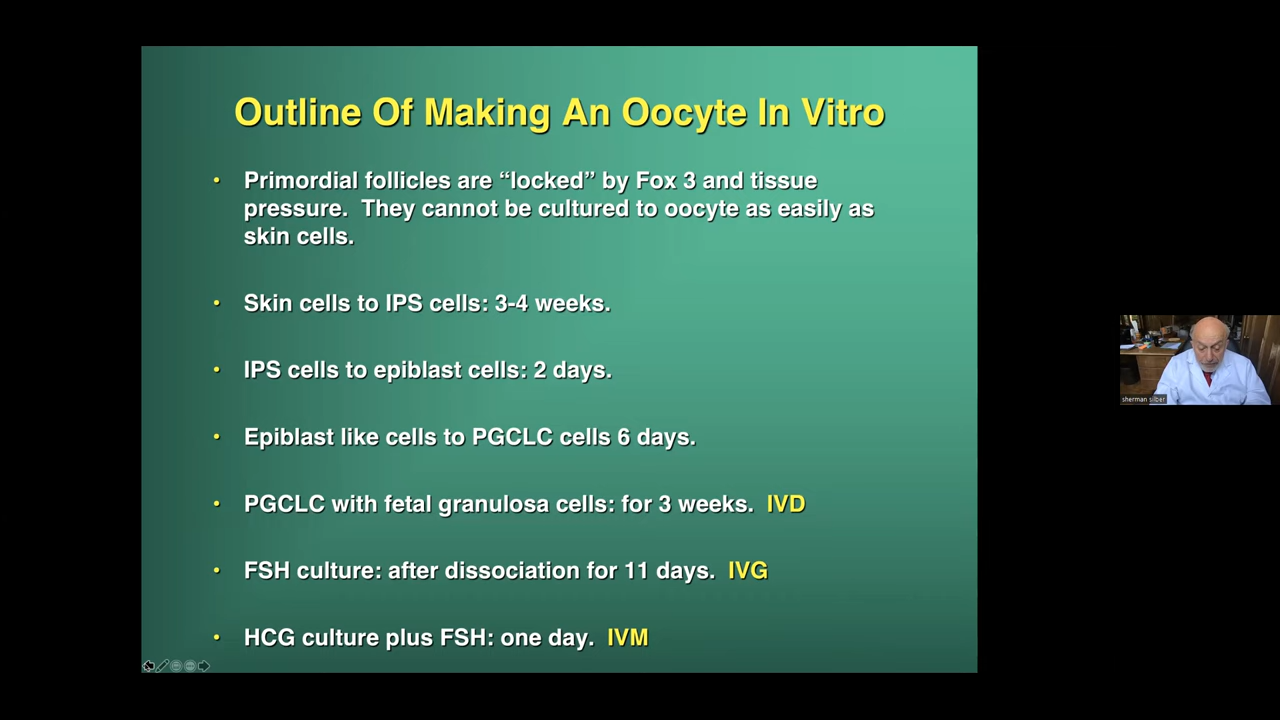 Outline Of Making An Oocyte In Vitro
• Primordial follicles are “locked” by Fox 3 and tissue
pressure.  They cannot be cultured to oocyte as easily as
skin cells.
• Skin cells to IPS cells: 3-4 weeks.
• IPS cells to epiblast cells: 2 days.
• Epiblast like cells to PGCLC cells 6 days.
• PGCLC with fetal granulosa cells: for 3 weeks.  IVD
• FSH culture: after dissociation for 11 days.  IVG
• HCG culture plus FSH: one day.  IVM
sherman silber